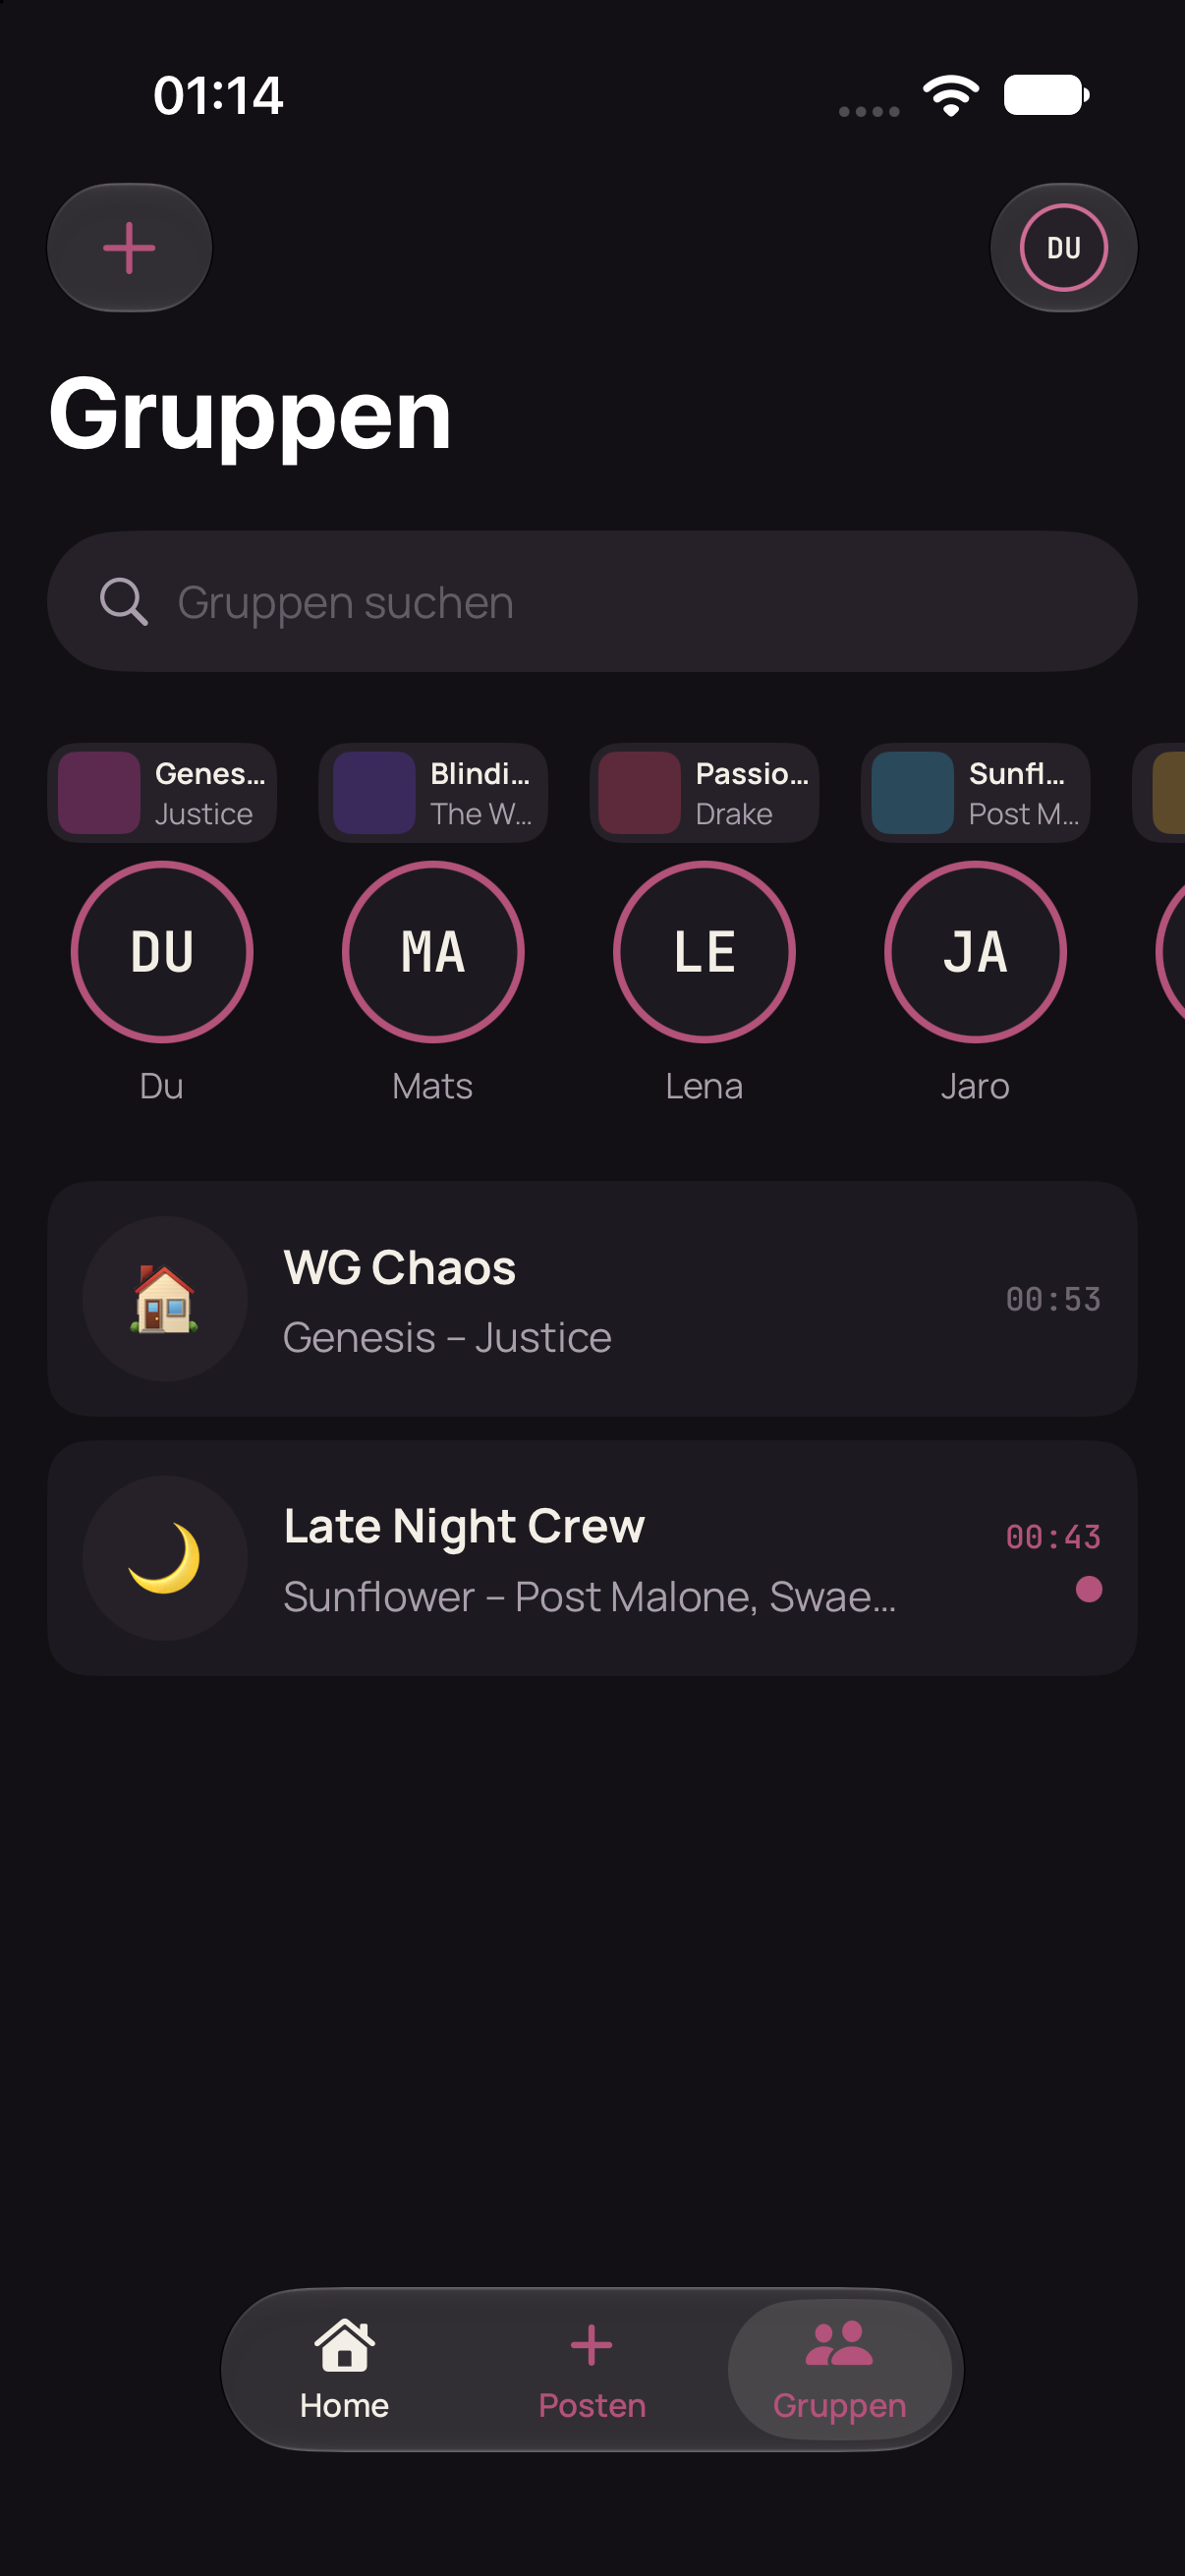 01:14
DU
Gruppen
Gruppen suchen
Genes...
Justice
Blindi...
The W...
Passio...
Drake
Sunfl...
Post M...
DU
MA
LE
JA
Du
Mats
Lena
Jaro
WG Chaos
Genesis – Justice
00:53
Late Night Crew
Sunflower – Post Malone, Swae...
00:43
Home
Posten
Gruppen